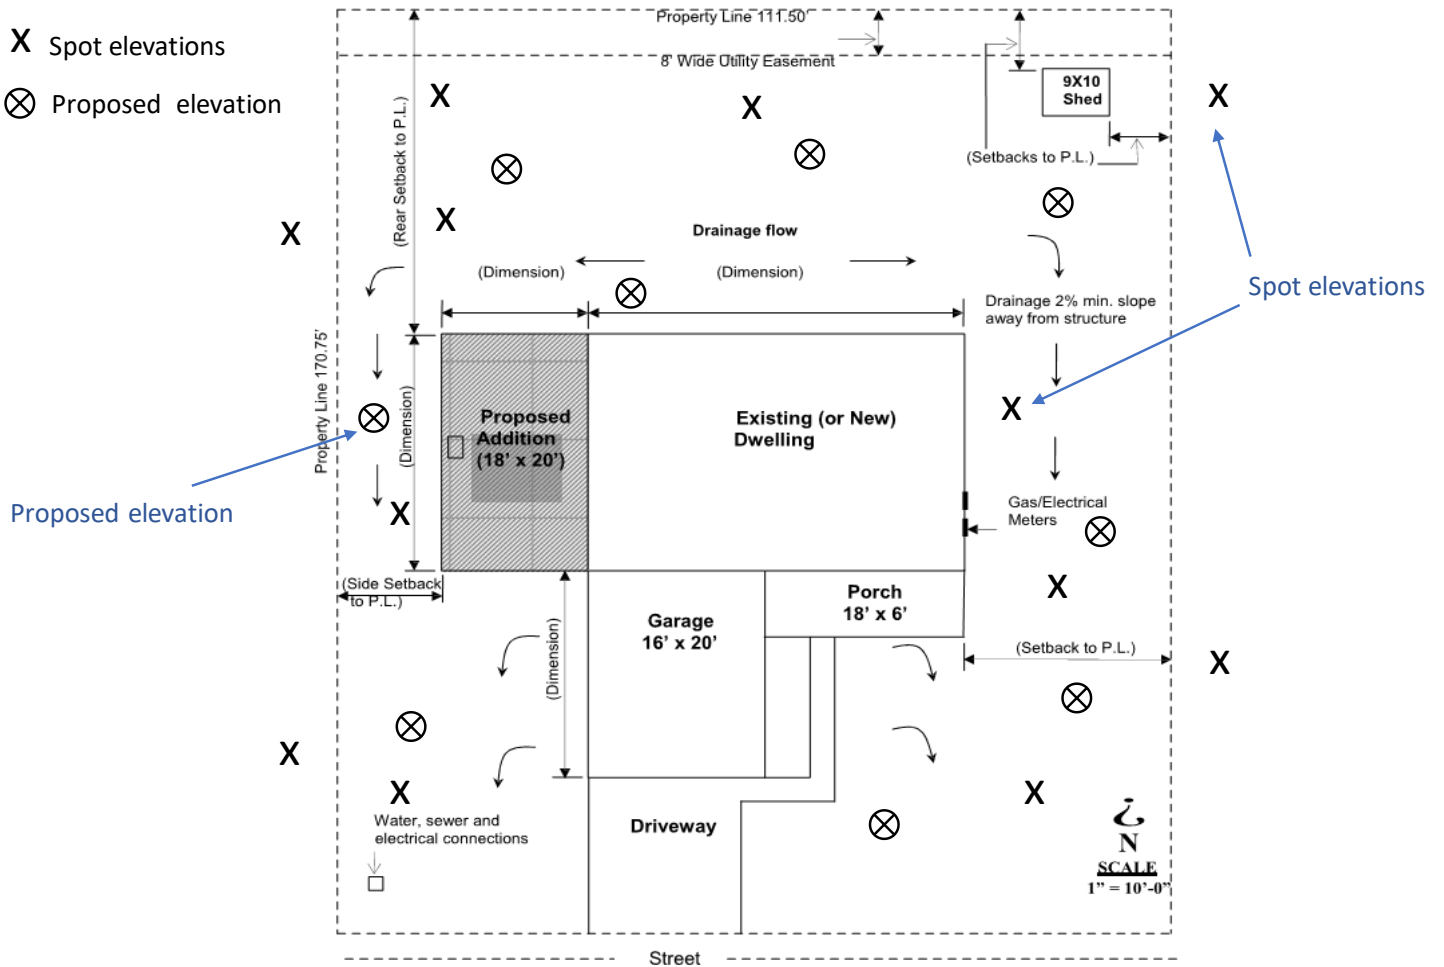 X Spot elevations
Proposed elevation
Property Line 111.50'
8' Wide Utility Easement
9X10
Shed
X
X
X
(Setbacks to P.L.)
(Rear Setback to P.L.)
X
X
Drainage flow
(Dimension)
(Dimension)
Spot elevations
Drainage 2% min. slope
away from structure
Property Line 170.75'
(Dimension)
Proposed
Addition
(18' x 20')
Existing (or New)
Dwelling
X
Proposed elevation
X
Gas/Electrical
Meters
(Side Setback
to P.L.)
X
Porch
18' x 6'
Garage
16' x 20'
(Dimension)
(Setback to P.L.)
X
X
X
X
Water, sewer and
electrical connections
Driveway
N
SCALE
1" = 10'-0"
Street